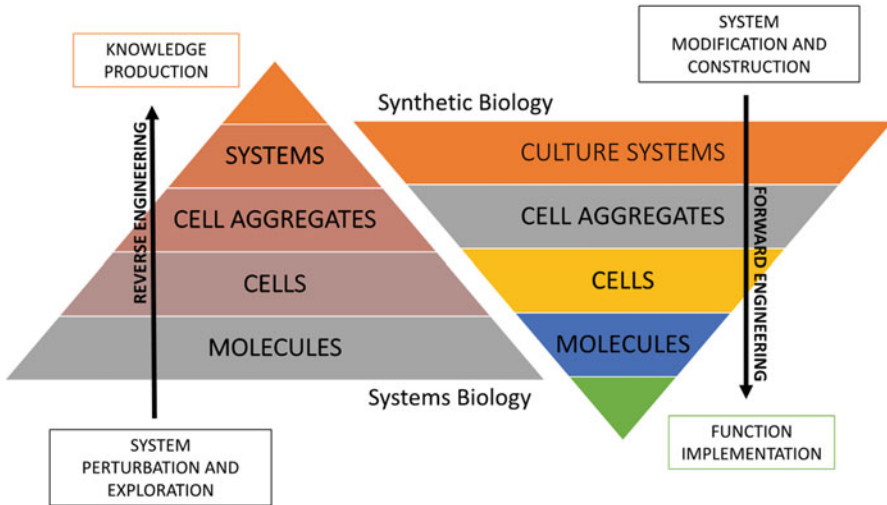 KNOWLEDGE
PRODUCTION
REVERSE ENGINEERING
SYSTEMS
CELL AGGREGATES
CELLS
MOLECULES
Systems Biology
SYSTEM
PERTURBATION AND
EXPLORATION
SYSTEM
MODIFICATION AND
CONSTRUCTION
Synthetic Biology
CULTURE SYSTEMS
CELL AGGREGATES
CELLS
MOLECULES
FORWARD ENGINEERING
FUNCTION
IMPLEMENTATION